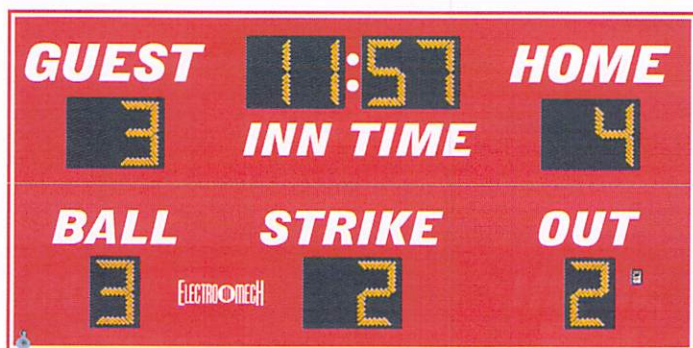 GUEST 11:57 HOME
3 INN TIME 4
BALL STRIKE OUT
3 ELECTRO MECH 2 2